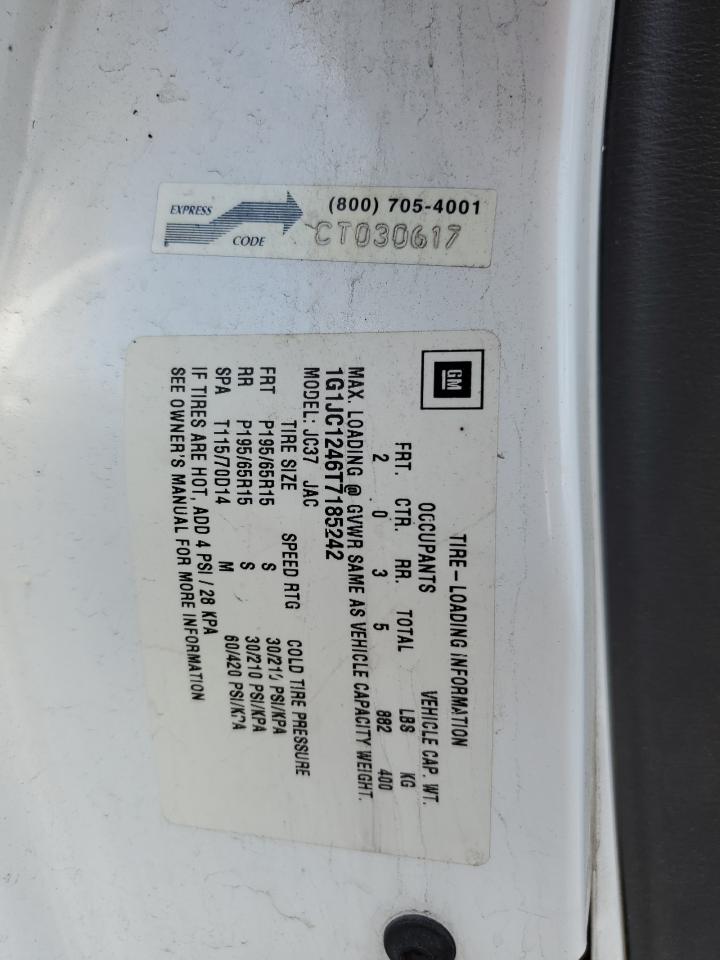 EXPRESS
CODE
(800) 705-4001
CT030617
GM
TIRE-LOADING INFORMATION
OCCUPANTS VEHICLE CAP. WT.
FRT. CTR. RR. TOTAL LBS KG
2 0 3 5 882 400
MAX. LOADING @ GVWR SAME AS VEHICLE CAPACITY WEIGHT.
1G1JC1246T7185242
MODEL: JC37 JAC
TIRE SIZE SPEED RTG COLD TIRE PRESSURE
FRT P195/65R15 S 30/210 PSI/KPA
RR P195/65R15 S 30/210 PSI/KPA
SPA T115/70D14 M 60/420 PSI/KPA
IF TIRES ARE HOT, ADD 4 PSI / 28 KPA
SEE OWNER'S MANUAL FOR MORE INFORMATION